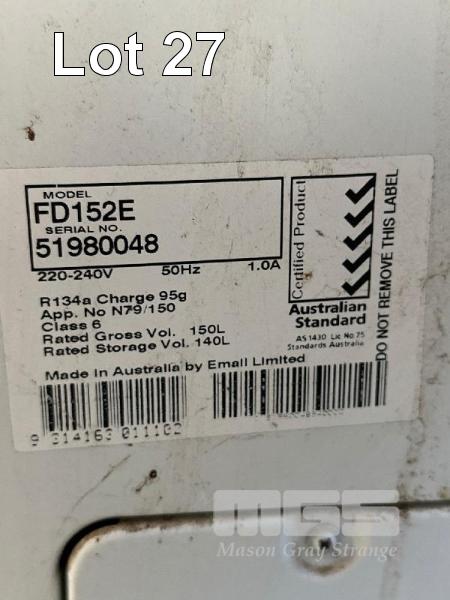 Lot 27
MODEL
FD152E
SERIAL NO.
51980048
220-240V 50Hz 1.0A
R134a Charge 95g
App. No N79/150
Class 6
Rated Gross Vol. 150L
Rated Storage Vol. 140L
Made in Australia by Email Limited
Certified Product
Australian
Standard
AS1430 Lic No 75
Standards Australia
DO NOT REMOVE THIS LABEL
9 314163 011102
MGS
Mason Gray Strange